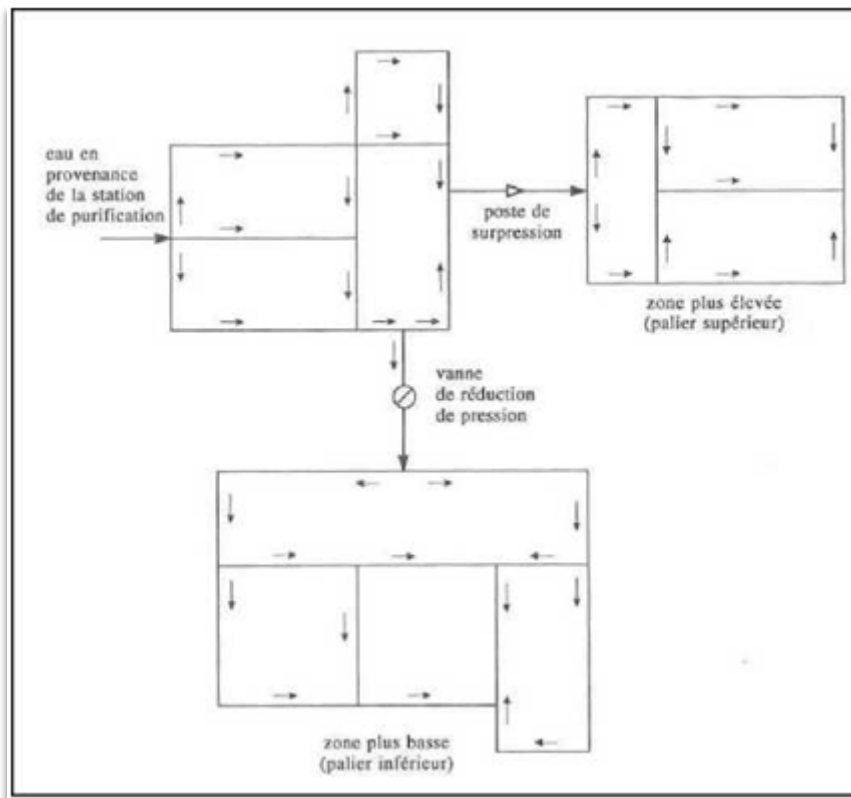 eau en
provenance
de la station
de purification
poste de
surpression
zone plus élevée
(palier supérieur)
vanne
de réduction
de pression
zone plus basse
(palier inférieur)